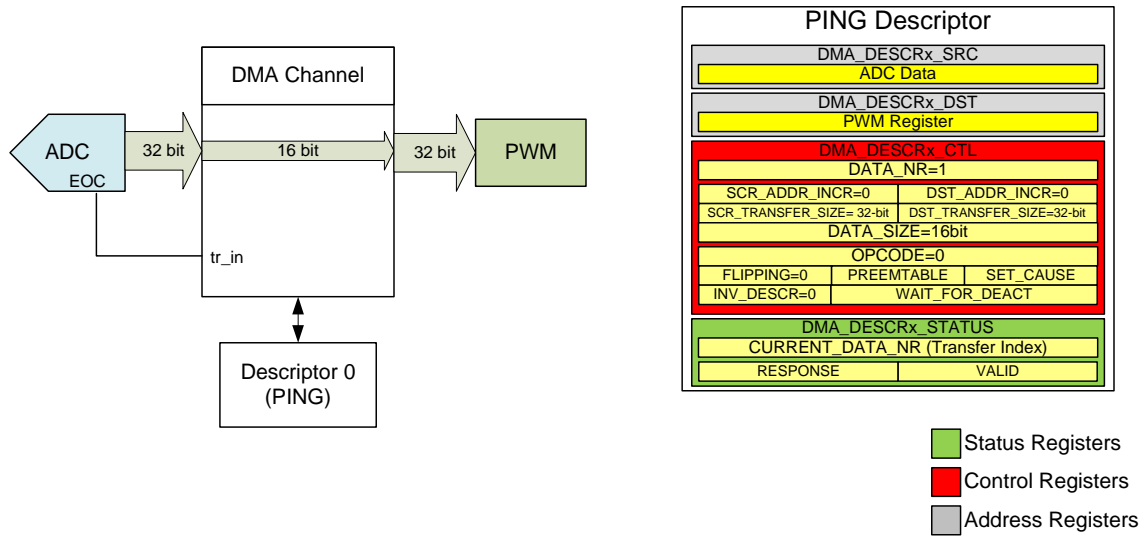 DMA Channel
ADC
EOC
32 bit
16 bit
32 bit
PWM
tr_in
Descriptor 0
(PING)
PING Descriptor
DMA_DESCRx_SRC
ADC Data
DMA_DESCRx_DST
PWM Register
DMA_DESCRx_CTL
DATA_NR=1
SCR_ADDR_INCR=0 DST_ADDR_INCR=0
SCR_TRANSFER_SIZE= 32-bit DST_TRANSFER_SIZE=32-bit
DATA_SIZE=16bit
OPCODE=0
FLIPPING=0 PREEMTABLE SET_CAUSE
INV_DESCR=0 WAIT_FOR_DEACT
DMA_DESCRx_STATUS
CURRENT_DATA_NR (Transfer Index)
RESPONSE VALID
Status Registers
Control Registers
Address Registers